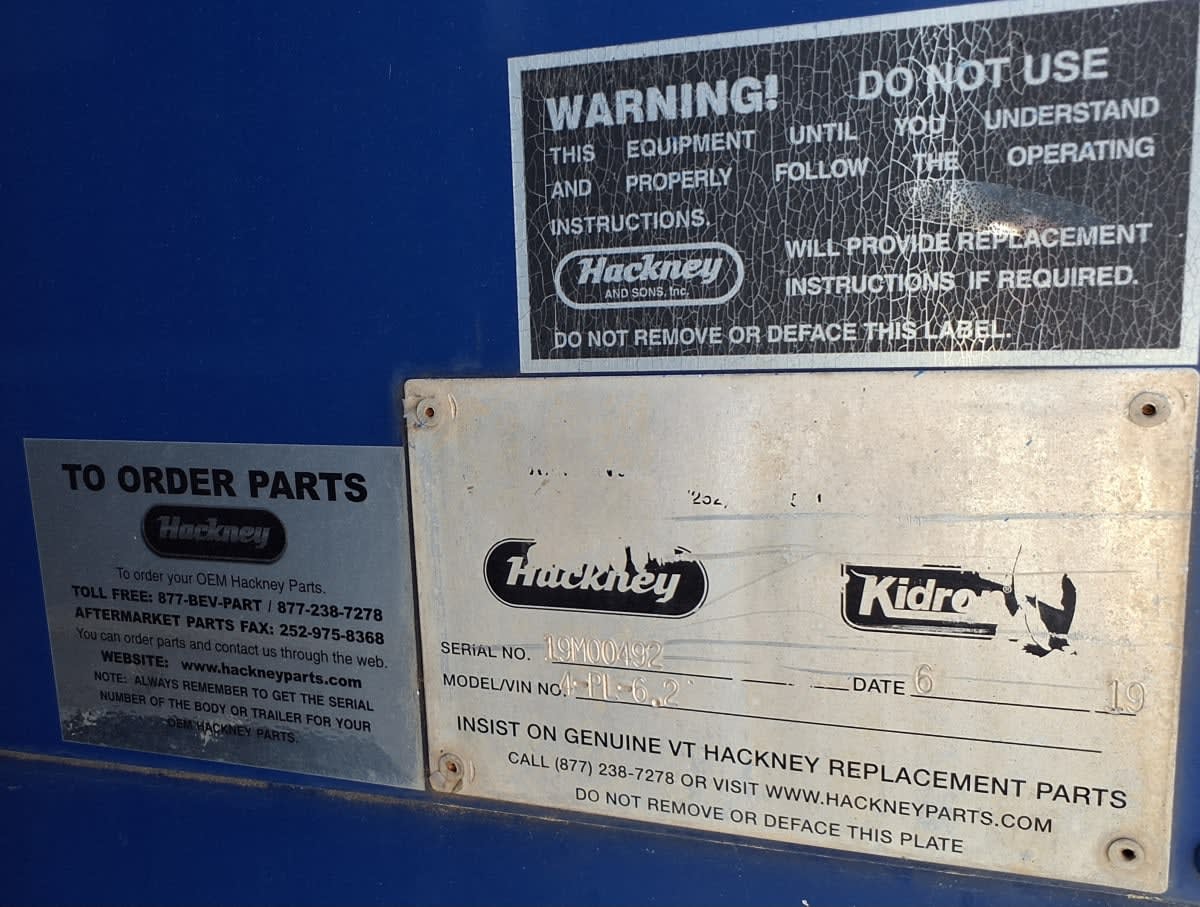 WARNING! DO NOT USE
THIS EQUIPMENT UNTIL YOU UNDERSTAND
AND PROPERLY FOLLOW THE OPERATING
INSTRUCTIONS.
Hackney
AND SONS, Inc.
WILL PROVIDE REPLACEMENT
INSTRUCTIONS IF REQUIRED.
DO NOT REMOVE OR DEFACE THIS LABEL.
TO ORDER PARTS
Hackney
To order your OEM Hackney Parts.
TOLL FREE: 877-BEV-PART / 877-238-7278
AFTERMARKET PARTS FAX: 252-975-8368
You can order parts and contact us through the web.
WEBSITE: www.hackneyparts.com
NOTE: ALWAYS REMEMBER TO GET THE SERIAL
NUMBER OF THE BODY OR TRAILER FOR YOUR
OEM HACKNEY PARTS.
Hackney
Kidron
SERIAL NO. 19M00492
DATE 6 19
MODEL/VIN NO. 4-PL-6.2
INSIST ON GENUINE VT HACKNEY REPLACEMENT PARTS
CALL (877) 238-7278 OR VISIT WWW.HACKNEYPARTS.COM
DO NOT REMOVE OR DEFACE THIS PLATE